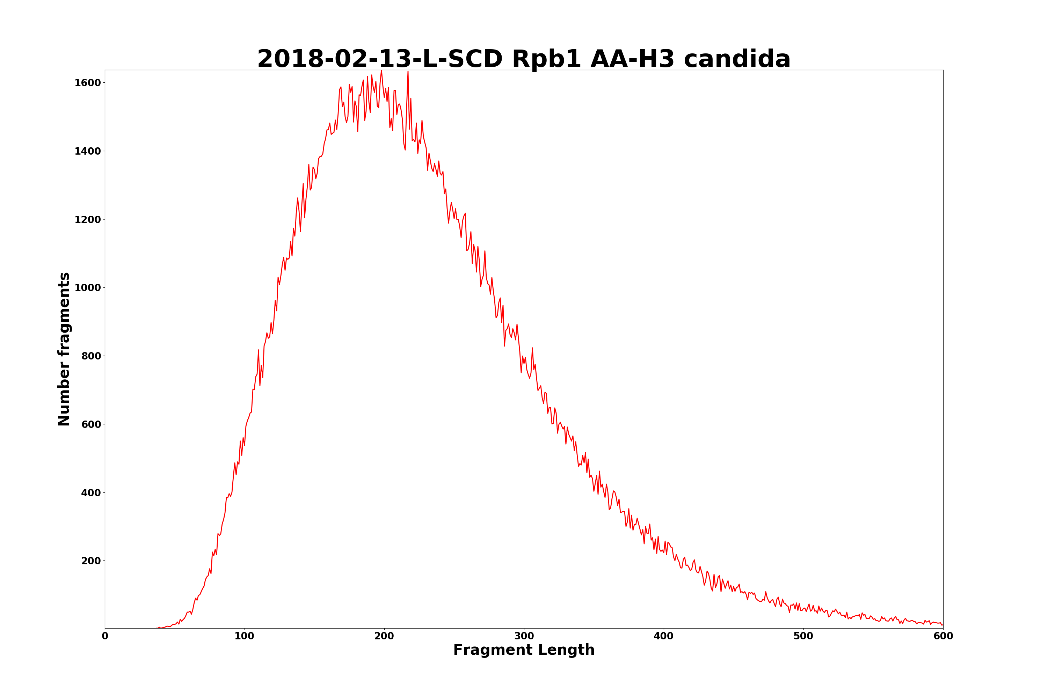 2018-02-13-L-SCD Rpb1 AA-H3 candida
1600
1400
1200
1000
800
600
400
200
Number fragments
0 100 200 300 400 500 600
Fragment Length